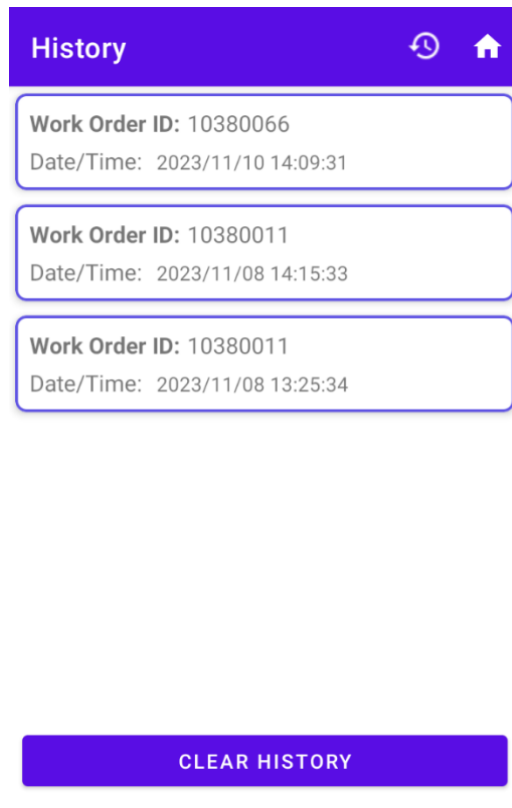 History
Work Order ID: 10380066
Date/Time: 2023/11/10 14:09:31
Work Order ID: 10380011
Date/Time: 2023/11/08 14:15:33
Work Order ID: 10380011
Date/Time: 2023/11/08 13:25:34
CLEAR HISTORY